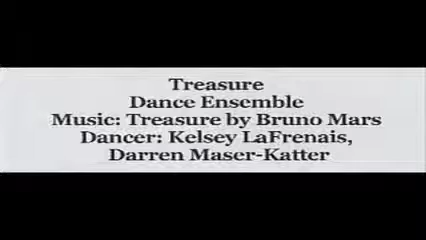 Treasure
Dance Ensemble
Music: Treasure by Bruno Mars
Dancer: Kelsey LaFrenais,
Darren Maser-Katter